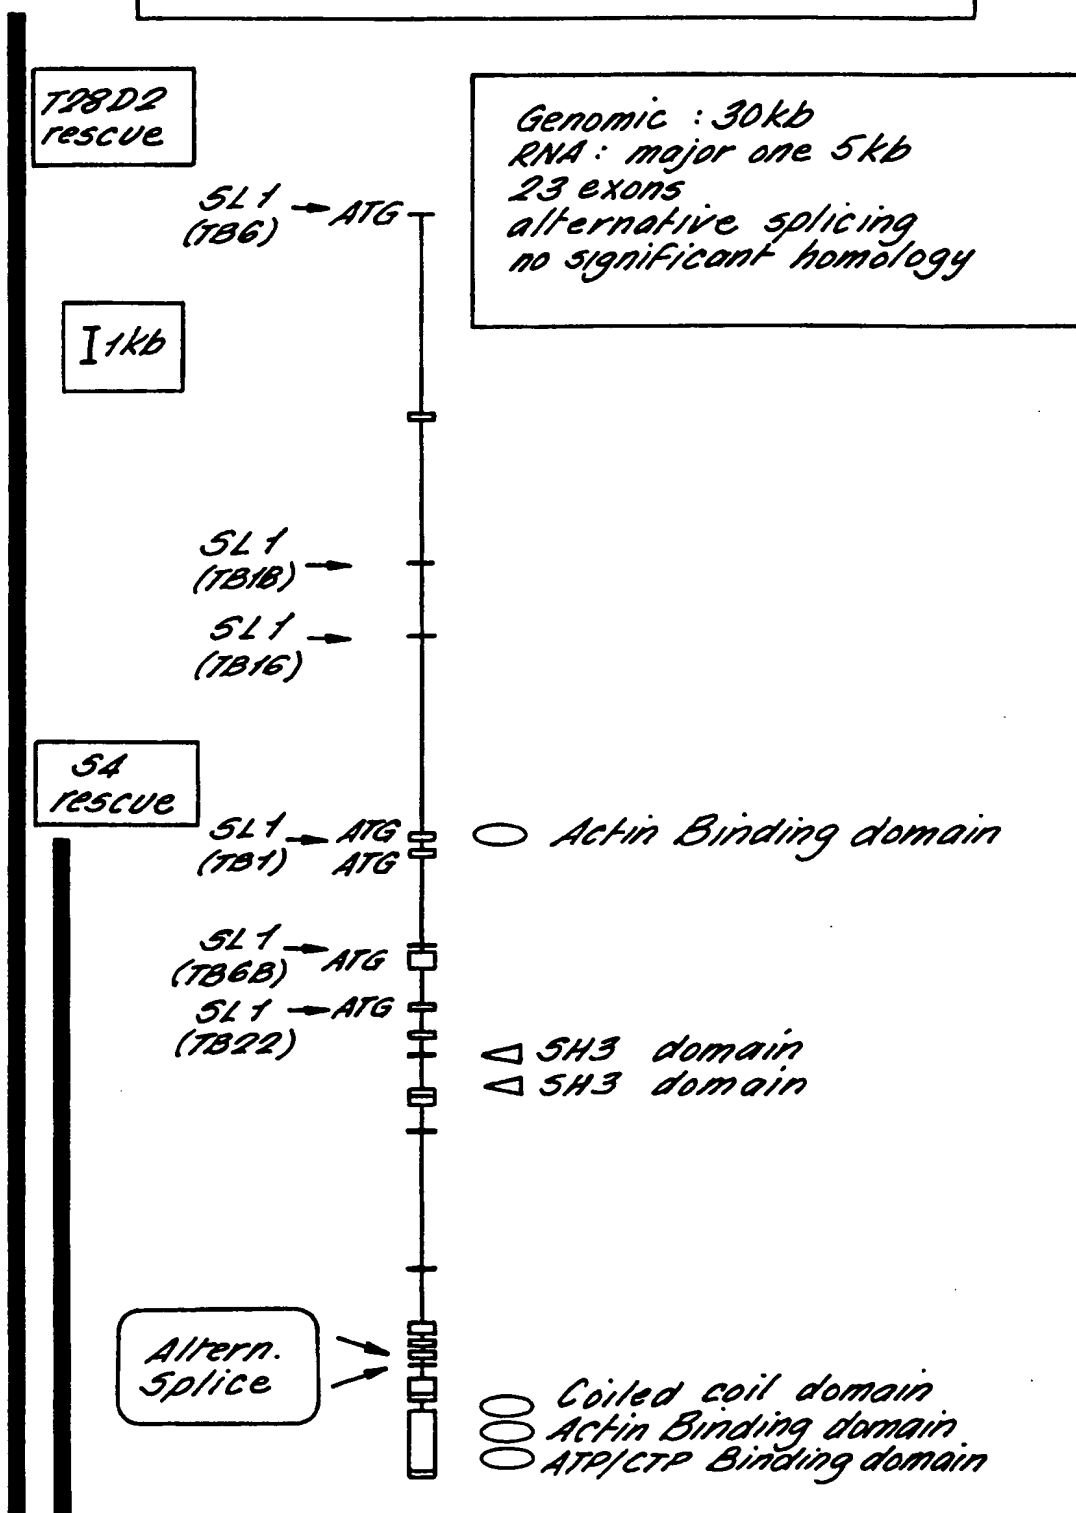 T28D2
rescue
Genomic : 30kb
RNA : major one 5kb
23 exons
alternative splicing
no significant homology
SL1 → ATG
(TB6)
I 1kb
SL1
(TB1B) →
SL1 →
(TB16)
S4
rescue
SL1 → ATG
(TB1) ATG
Actin Binding domain
SL1 → ATG
(TB6B)
SL1 → ATG
(TB22)
SH3 domain
SH3 domain
Altern.
Splice
Coiled coil domain
Actin Binding domain
ATP/CTP Binding domain